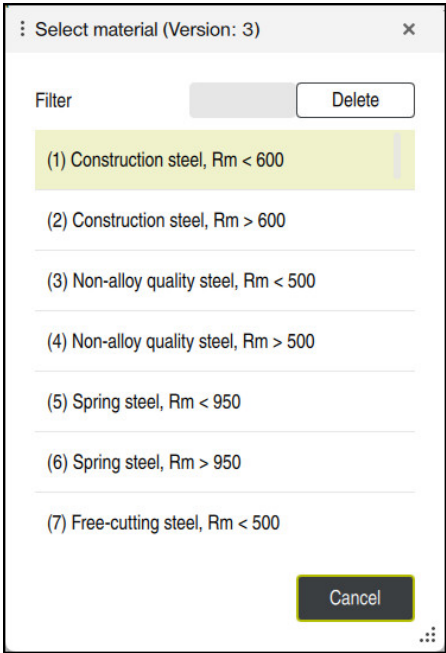 Select material (Version: 3)
Filter
Delete
(1) Construction steel, Rm < 600
(2) Construction steel, Rm > 600
(3) Non-alloy quality steel, Rm < 500
(4) Non-alloy quality steel, Rm > 500
(5) Spring steel, Rm < 950
(6) Spring steel, Rm > 950
(7) Free-cutting steel, Rm < 500
Cancel